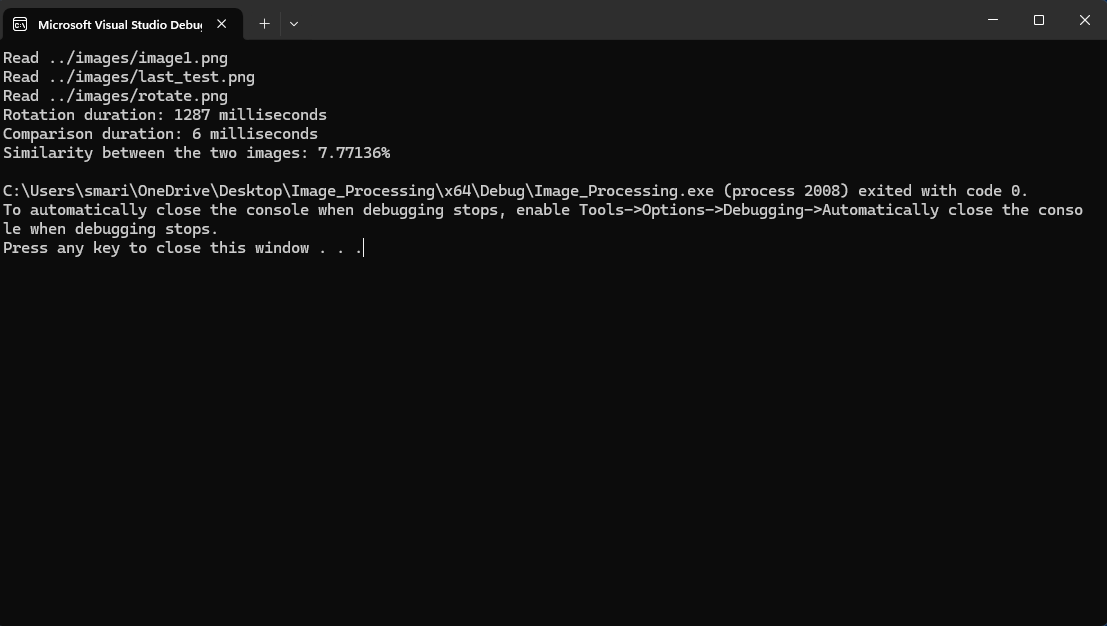 Microsoft Visual Studio Debu
Read ../images/image1.png
Read ../images/last_test.png
Read ../images/rotate.png
Rotation duration: 1287 milliseconds
Comparison duration: 6 milliseconds
Similarity between the two images: 7.77136%
C:\Users\smari\OneDrive\Desktop\Image_Processing\x64\Debug\Image_Processing.exe (process 2008) exited with code 0.
To automatically close the console when debugging stops, enable Tools->Options->Debugging->Automatically close the conso
le when debugging stops.
Press any key to close this window . . .